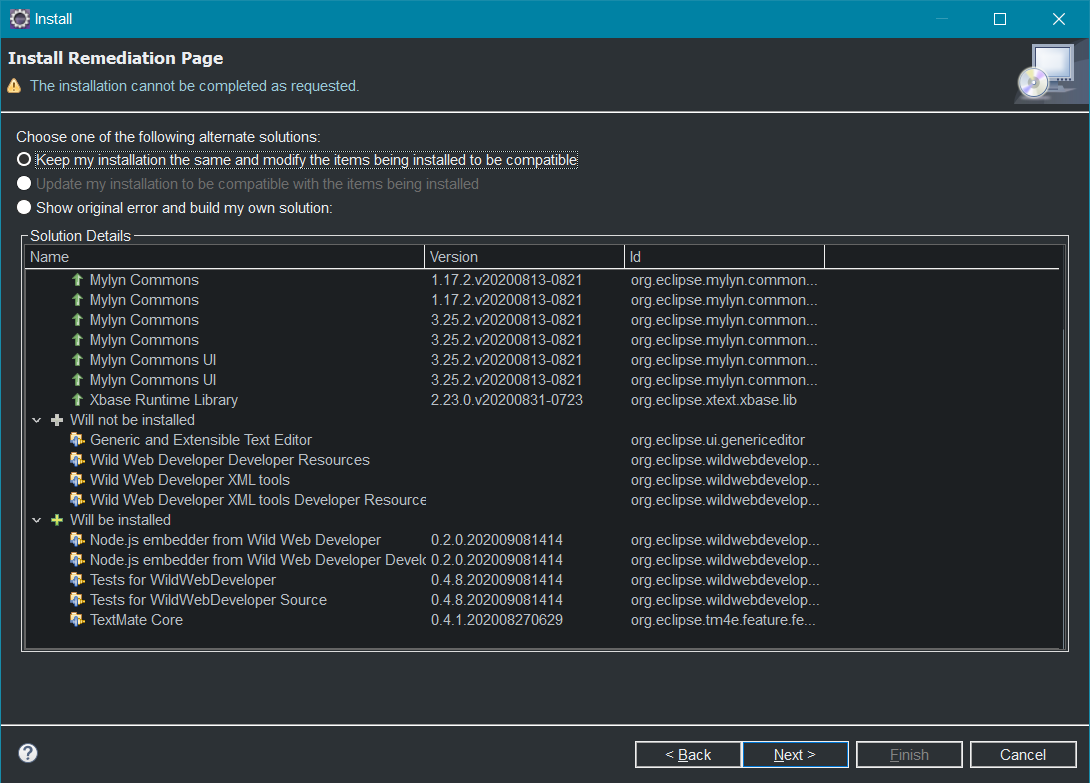 Install
Install Remediation Page
The installation cannot be completed as requested.
Choose one of the following alternate solutions:
Keep my installation the same and modify the items being installed to be compatible
Update my installation to be compatible with the items being installed
Show original error and build my own solution:
Solution Details
Name Version Id
Mylyn Commons 1.17.2.v20200813-0821 org.eclipse.mylyn.common...
Mylyn Commons 1.17.2.v20200813-0821 org.eclipse.mylyn.common...
Mylyn Commons 3.25.2.v20200813-0821 org.eclipse.mylyn.common...
Mylyn Commons 3.25.2.v20200813-0821 org.eclipse.mylyn.common...
Mylyn Commons UI 3.25.2.v20200813-0821 org.eclipse.mylyn.common...
Mylyn Commons UI 3.25.2.v20200813-0821 org.eclipse.mylyn.common...
Xbase Runtime Library 2.23.0.v20200831-0723 org.eclipse.xtext.xbase.lib
Will not be installed
Generic and Extensible Text Editor org.eclipse.ui.genericeditor
Wild Web Developer Developer Resources org.eclipse.wildwebdevelop...
Wild Web Developer XML tools org.eclipse.wildwebdevelop...
Wild Web Developer XML tools Developer Resource org.eclipse.wildwebdevelop...
Will be installed
Node.js embedder from Wild Web Developer 0.2.0.202009081414 org.eclipse.wildwebdevelop...
Node.js embedder from Wild Web Developer Develo 0.2.0.202009081414 org.eclipse.wildwebdevelop...
Tests for WildWebDeveloper 0.4.8.202009081414 org.eclipse.wildwebdevelop...
Tests for WildWebDeveloper Source 0.4.8.202009081414 org.eclipse.wildwebdevelop...
TextMate Core 0.4.1.202008270629 org.eclipse.tm4e.feature.fe...
? < Back Next > Finish Cancel